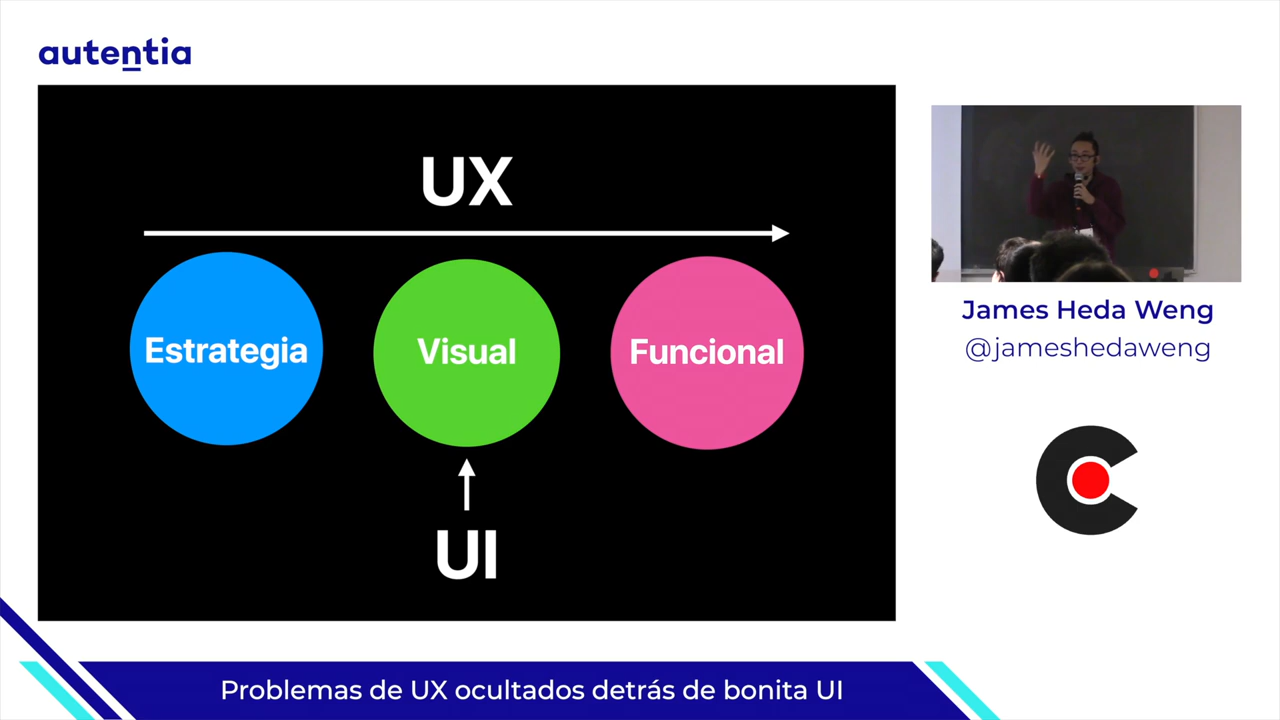 autentia
UX
Estrategia
Visual
Funcional
UI
James Heda Weng
@jameshedaweng
Problemas de UX ocultados detrás de bonita UI